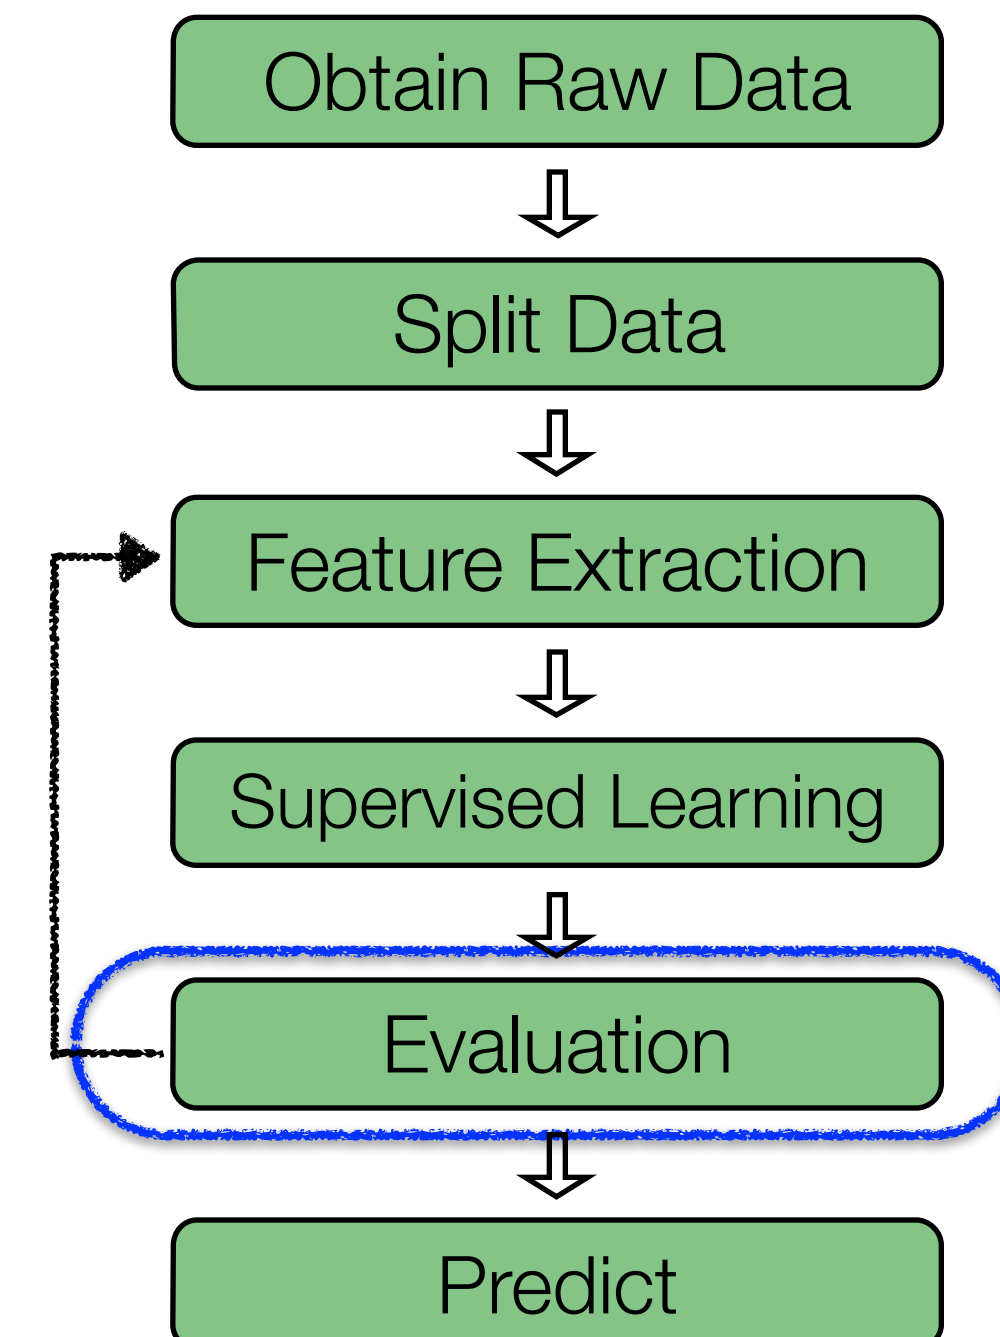 Obtain Raw Data
Split Data
Feature Extraction
Supervised Learning
Evaluation
Predict